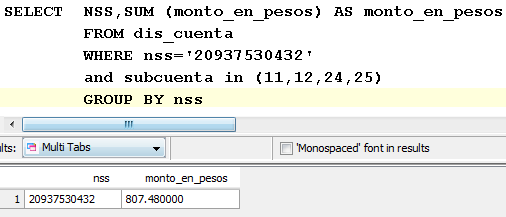 SELECT NSS,SUM (monto_en_pesos) AS monto_en_pesos
FROM dis_cuenta
WHERE nss='20937530432'
and subcuenta in (11,12,24,25)
GROUP BY nss
lts: Multi Tabs 'Monospaced' font in results
nss monto_en_pesos
1 20937530432 807.480000